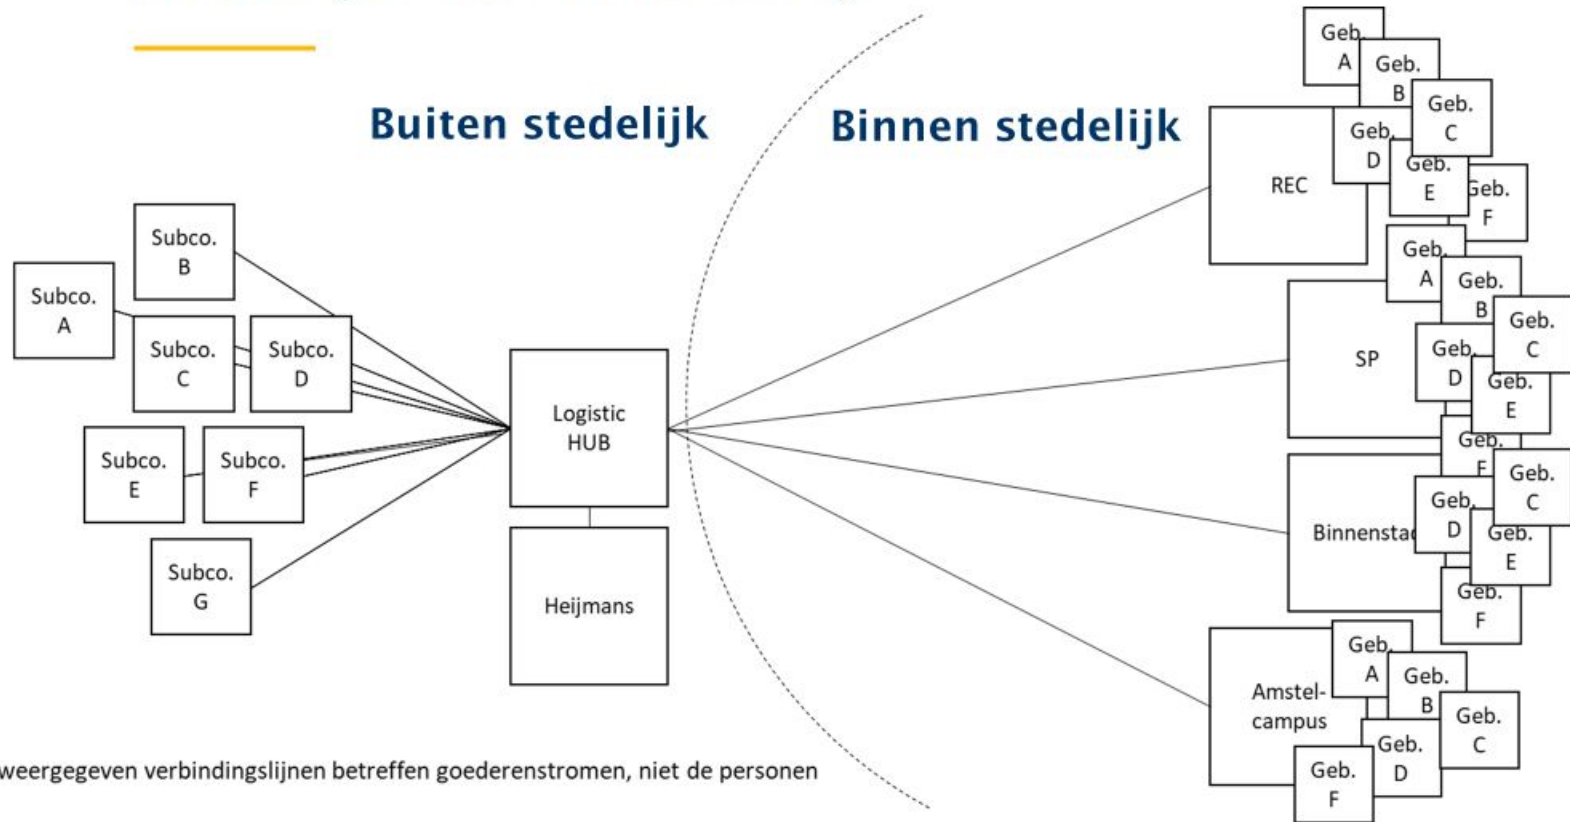 Buiten stedelijk
Binnen stedelijk
Subco.
B
Subco.
A
Subco.
C
Subco.
D
Subco.
E
Subco.
F
Subco.
G
Logistic
HUB
Heijmans
REC
Geb.
A
Geb.
B
Geb.
C
Geb.
D
Geb.
E
Geb.
F
SP
Geb.
A
Geb.
B
Geb.
C
Geb.
D
Geb.
E
Geb.
F
Binnenstad
Geb.
C
Geb.
D
Geb.
E
Geb.
F
Amstel-
campus
Geb.
A
Geb.
B
Geb.
C
Geb.
D
Geb.
F
weergegeven verbindingslijnen betreffen goederenstromen, niet de personen